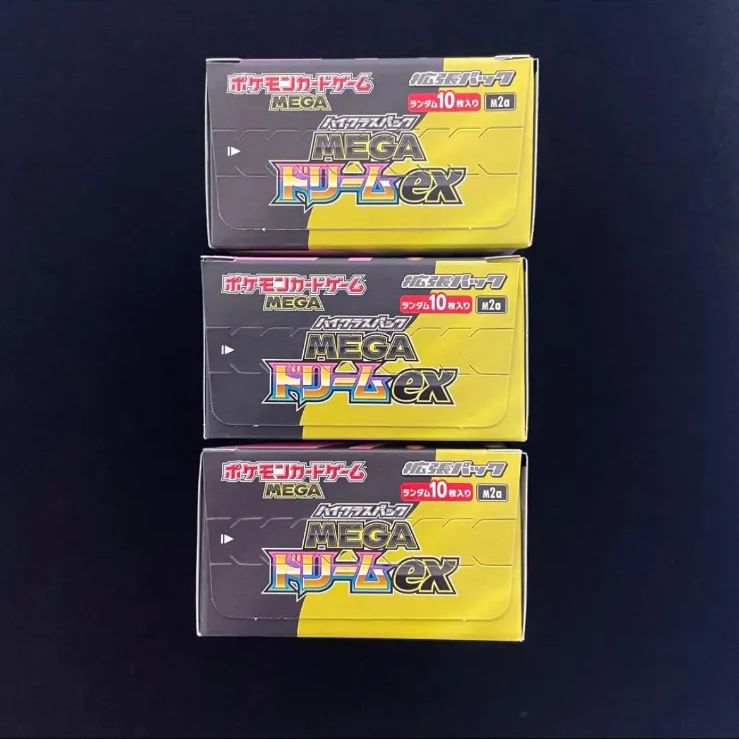 ポケモンカードゲーム
MEGA
拡張パック
ランダム10枚入り
M2a
ハイクラスパック
MEGA
ドリームex
ポケモンカードゲーム
MEGA
拡張パック
ランダム10枚入り
M2a
ハイクラスパック
MEGA
ドリームex
ポケモンカードゲーム
MEGA
拡張パック
ランダム10枚入り
M2a
ハイクラスパック
MEGA
ドリームex